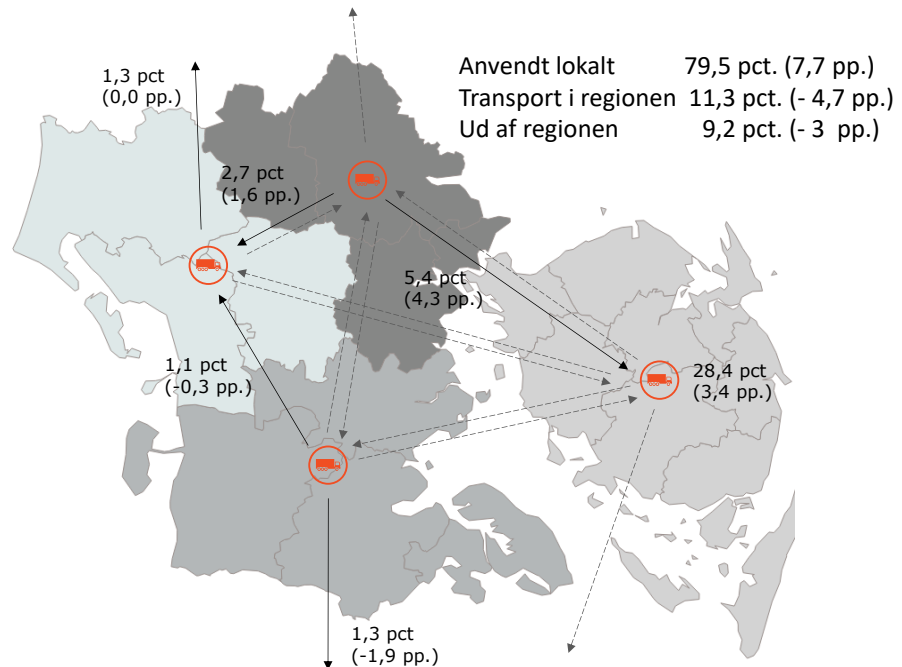 Anvendt lokalt 79,5 pct. (7,7 pp.)
Transport i regionen 11,3 pct. (- 4,7 pp.)
Ud af regionen 9,2 pct. (- 3 pp.)
1,3 pct
(0,0 pp.)
2,7 pct
(1,6 pp.)
5,4 pct
(4,3 pp.)
1,1 pct
(-0,3 pp.)
28,4 pct
(3,4 pp.)
1,3 pct
(-1,9 pp.)